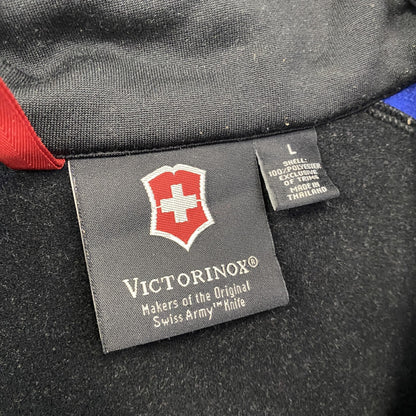 L
SHELL:
100%POLYESTER
EXCLUSIVE
OF TRIMS
MADE IN
THAILAND
VICTORINOX®
Makers of the Original
Swiss Army™ Knife